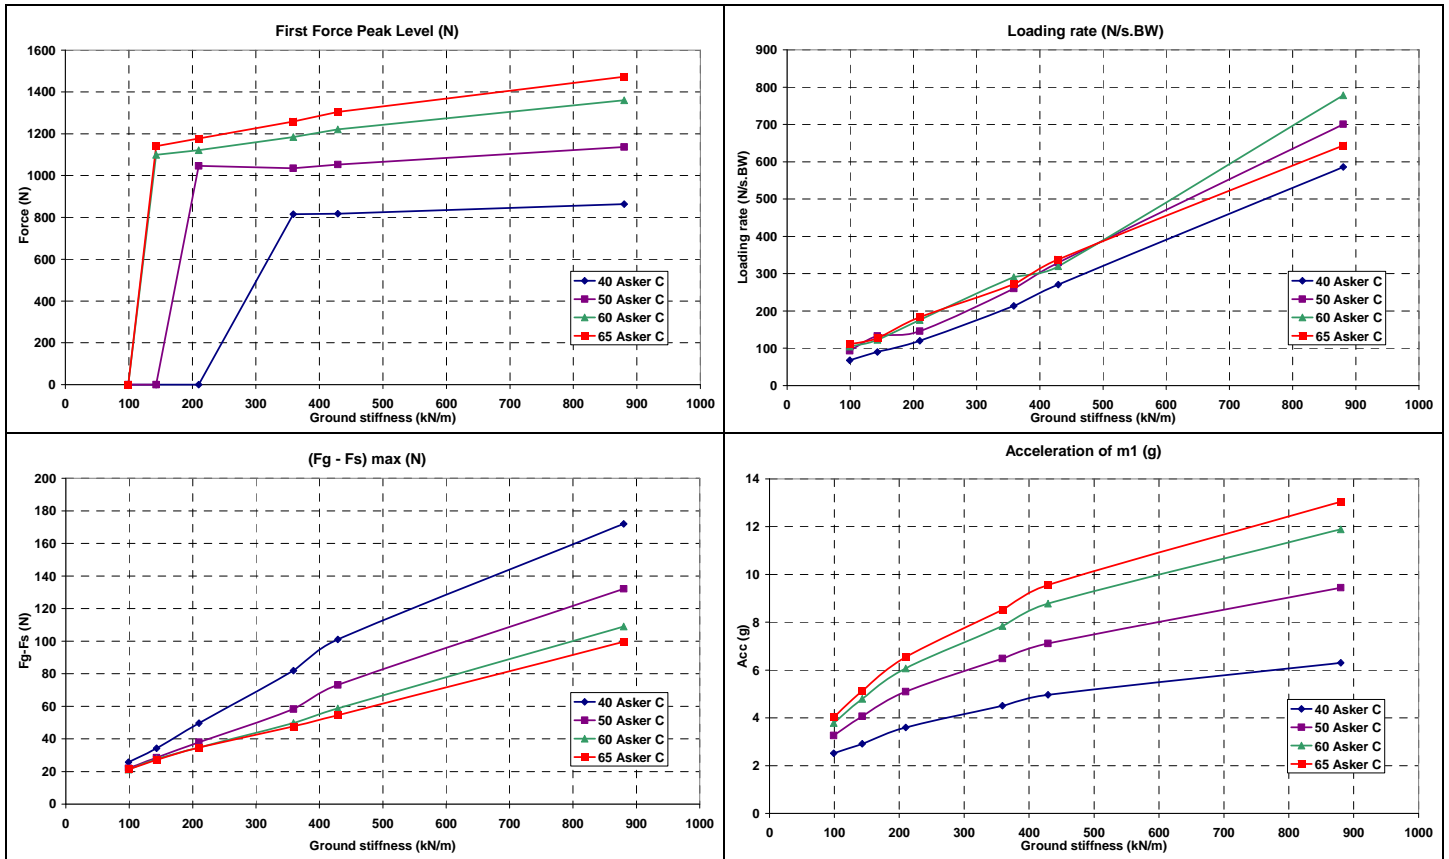 First Force Peak Level (N)
1600
1400
1200
1000
800
600
400
200
0
Force (N)
0 100 200 300 400 500 600 700 800 900 1000
Ground stiffness (kN/m)
40 Asker C
50 Asker C
60 Asker C
65 Asker C
Loading rate (N/s.BW)
900
800
700
600
500
400
300
200
100
0
Loading rate (N/s.BW)
0 100 200 300 400 500 600 700 800 900 1000
Ground stiffness (kN/m)
40 Asker C
50 Asker C
60 Asker C
65 Asker C
(Fg - Fs) max (N)
200
180
160
140
120
100
80
60
40
20
0
Fg-Fs (N)
0 100 200 300 400 500 600 700 800 900 1000
Ground stiffness (kN/m)
40 Asker C
50 Asker C
60 Asker C
65 Asker C
Acceleration of m1 (g)
14
12
10
8
6
4
2
0
Acc (g)
0 100 200 300 400 500 600 700 800 900 1000
Ground stiffness (kN/m)
40 Asker C
50 Asker C
60 Asker C
65 Asker C